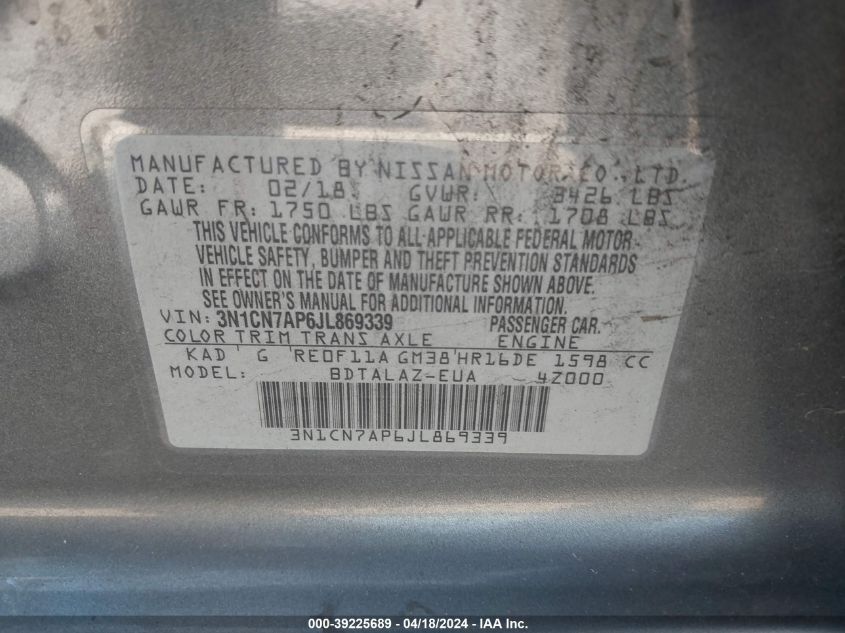 MANUFACTURED BY NISSAN MOTOR CO., LTD.
DATE: 02/18 GVWR: 3426 LBS
GAWR FR: 1750 LBS GAWR RR: 1708 LBS
THIS VEHICLE CONFORMS TO ALL APPLICABLE FEDERAL MOTOR
VEHICLE SAFETY, BUMPER AND THEFT PREVENTION STANDARDS
IN EFFECT ON THE DATE OF MANUFACTURE SHOWN ABOVE.
SEE OWNER'S MANUAL FOR ADDITIONAL INFORMATION.
VIN: 3N1CN7AP6JL869339 PASSENGER CAR
COLOR TRIM TRANS AXLE ENGINE
KAD G RE0F11A GM38 HR16DE 1598 CC
MODEL: BDTALAZ-EUA 4Z000
3N1CN7AP6JL869339
000-39225689 - 04/18/2024 - IAA, Inc.